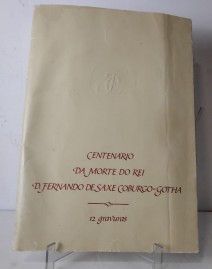 CENTENARIO
DA MORTE DO REI
D. FERNANDO DE SAXE COBURGO-GOTHA
12 gravuras